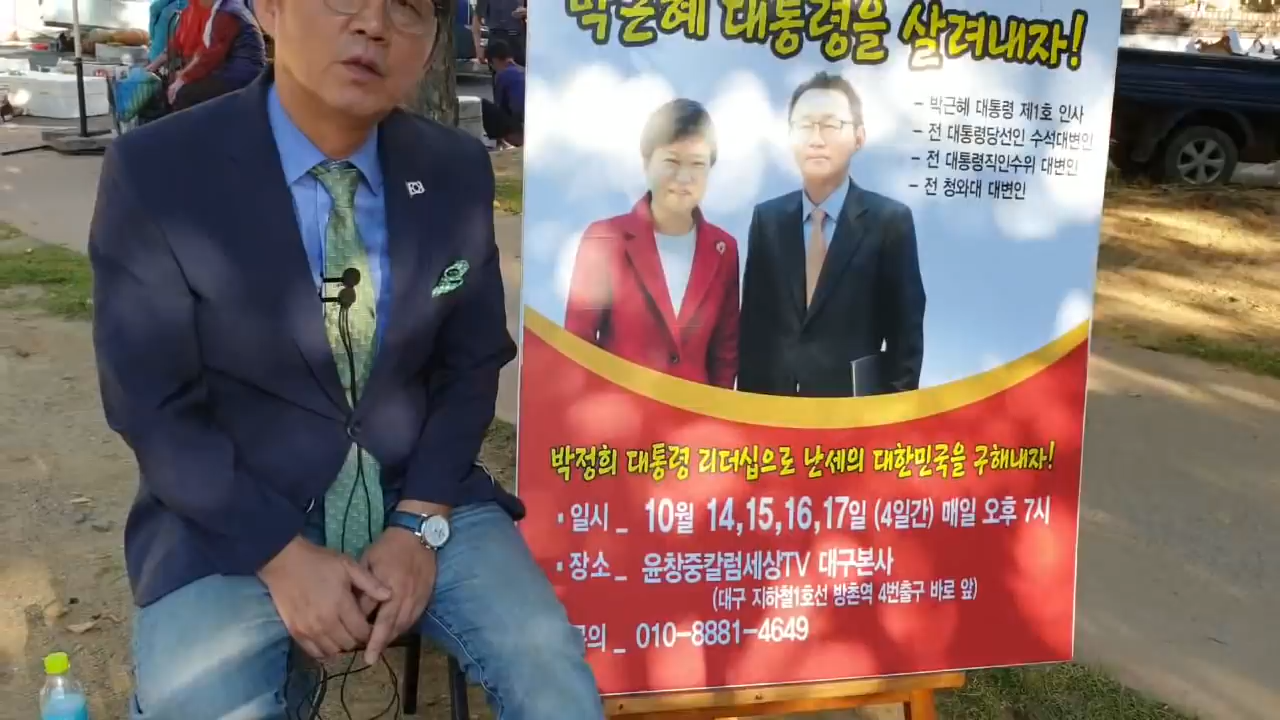 박근혜 대통령을 살려내자!
- 박근혜 대통령 제1호 인사
- 전 대통령당선인 수석대변인
- 전 대통령직인수위 대변인
- 전 청와대 대변인
박정희 대통령 리더십으로 난세의 대한민국을 구해내자!
· 일시 _ 10월 14,15,16,17일 (4일간) 매일 오후 7시
· 장소 _ 윤창중칼럼세상TV 대구본사
(대구 지하철1호선 방촌역 4번출구 바로 앞)
문의 _ 010-8881-4649